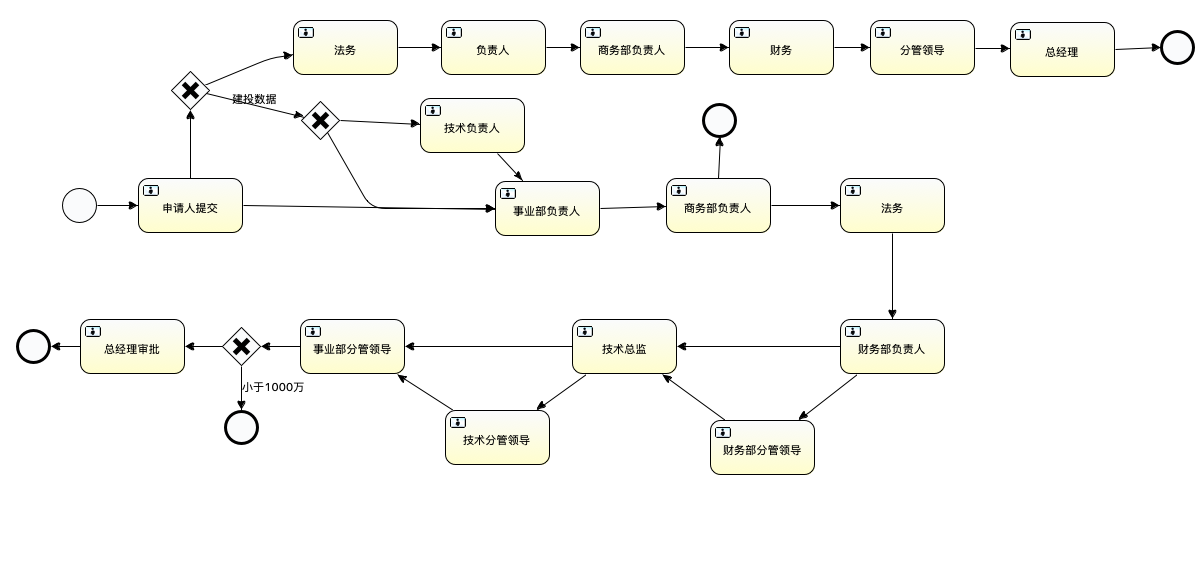 法务
负责人
商务部负责人
财务
分管领导
总经理
建投数据
技术负责人
申请人提交
事业部负责人
商务部负责人
法务
总经理审批
事业部分管领导
技术总监
财务部负责人
小于1000万
技术分管领导
财务部分管领导